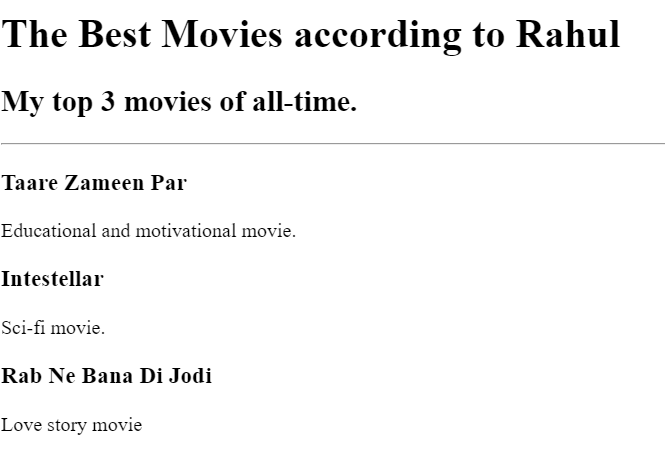 The Best Movies according to Rahul
My top 3 movies of all-time.
Taare Zameen Par
Educational and motivational movie.
Intestellar
Sci-fi movie.
Rab Ne Bana Di Jodi
Love story movie